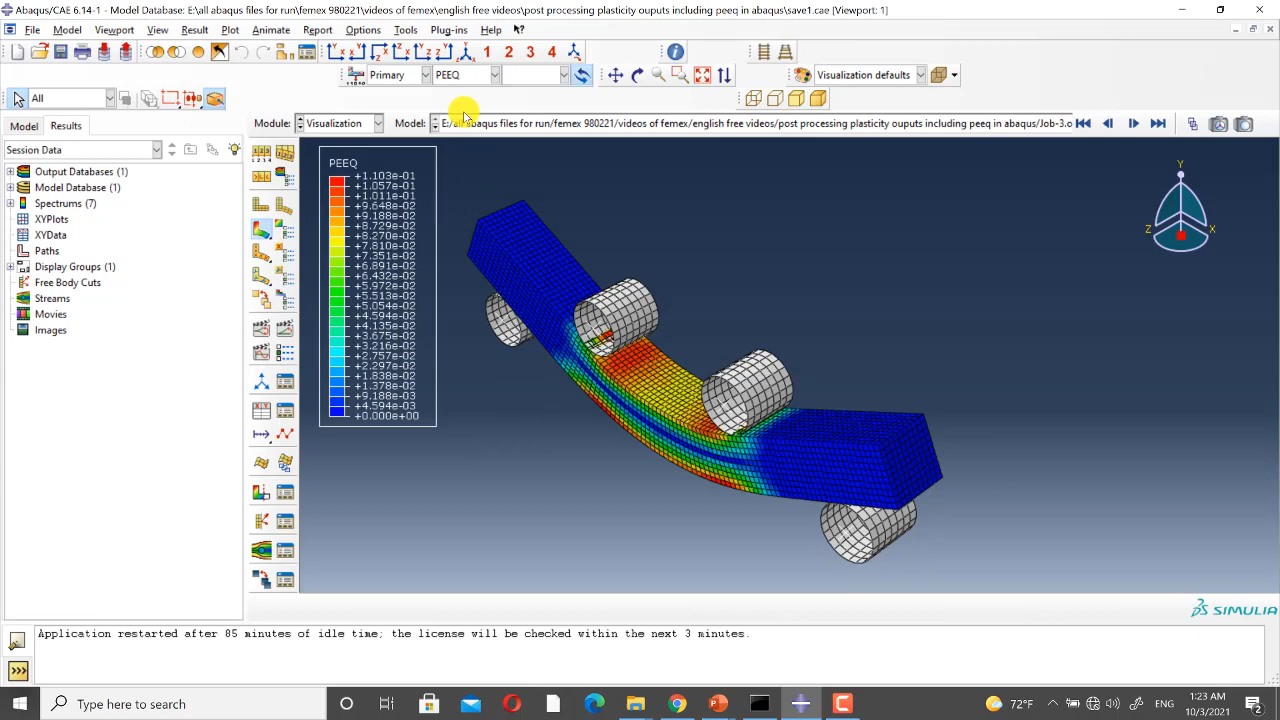 Abaqus/CAE 6.14-1 - Model Database: E:\all abaqus files for run\femex 980221\videos of femex\english free videos\post processing plasticity ouputs including peeq in abaqus\save1.cae [Viewport: 1]
File Model Viewport View Result Plot Animate Report Options Tools Plug-ins Help
1 2 3 4
Primary PEEQ Visualization defaults
All
Module: Visualization Model: E:/all abaqus files for run/femex 980221/videos of femex/english free videos/post processing plasticity ouputs including peeq in abaqus/Job-3.o
Model Results
Session Data
Output Databases (1)
Model Database (1)
Spectrums (7)
XYPlots
XYData
Paths
Display Groups (1)
Free Body Cuts
Streams
Movies
Images
PEEQ
+1.103e-01
+1.057e-01
+1.011e-01
+9.648e-02
+9.188e-02
+8.729e-02
+8.270e-02
+7.810e-02
+7.351e-02
+6.891e-02
+6.432e-02
+5.972e-02
+5.513e-02
+5.054e-02
+4.594e-02
+4.135e-02
+3.675e-02
+3.216e-02
+2.757e-02
+2.297e-02
+1.838e-02
+1.378e-02
+9.188e-03
+4.594e-03
+0.000e+00
Y
Z X
SIMULIA
Application restarted after 85 minutes of idle time; the license will be checked within the next 3 minutes.
>>>
Type here to search
72°F ENG
1:23 AM
10/3/2021
2